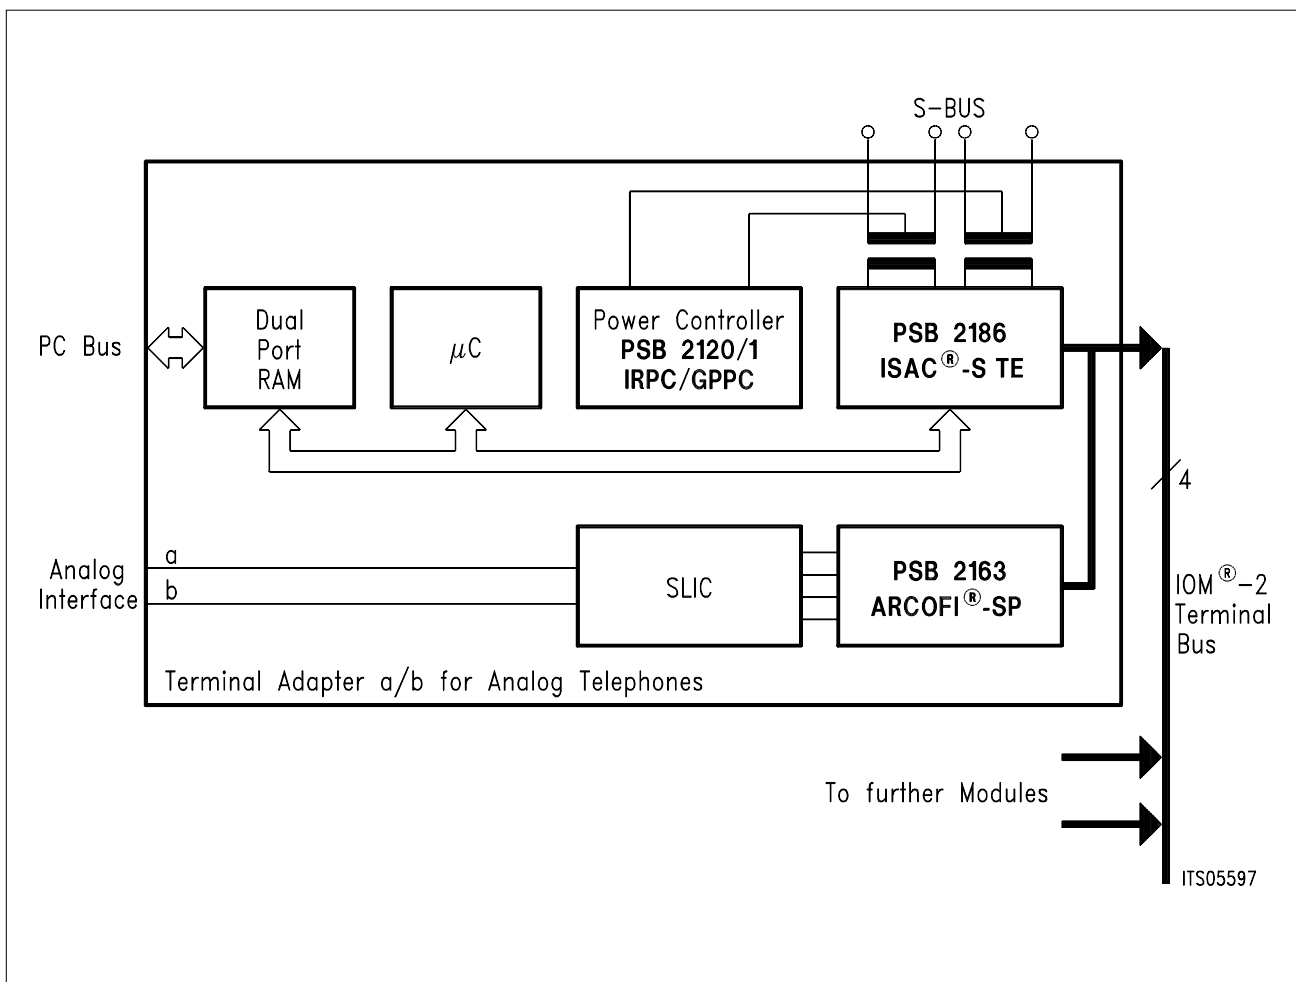 S-BUS
PC Bus
Dual
Port
RAM
μC
Power Controller
PSB 2120/1
IRPC/GPPC
PSB 2186
ISAC®-S TE
4
Analog
Interface
a
b
SLIC
PSB 2163
ARCOFI®-SP
IOM®-2
Terminal
Bus
Terminal Adapter a/b for Analog Telephones
To further Modules
ITS05597